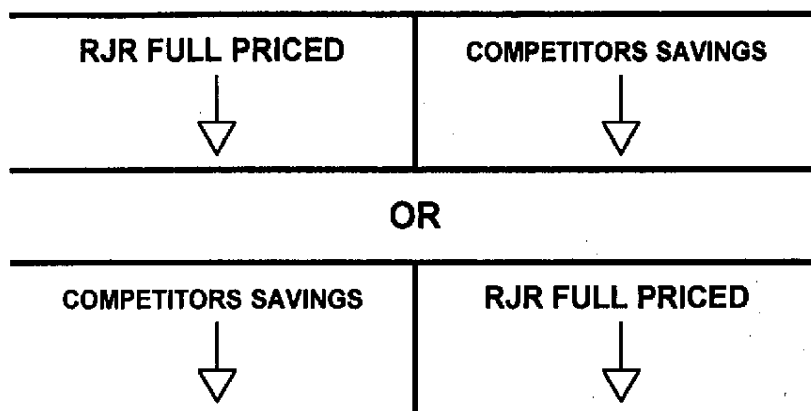 RJR FULL PRICED
COMPETITORS SAVINGS
OR
COMPETITORS SAVINGS
RJR FULL PRICED